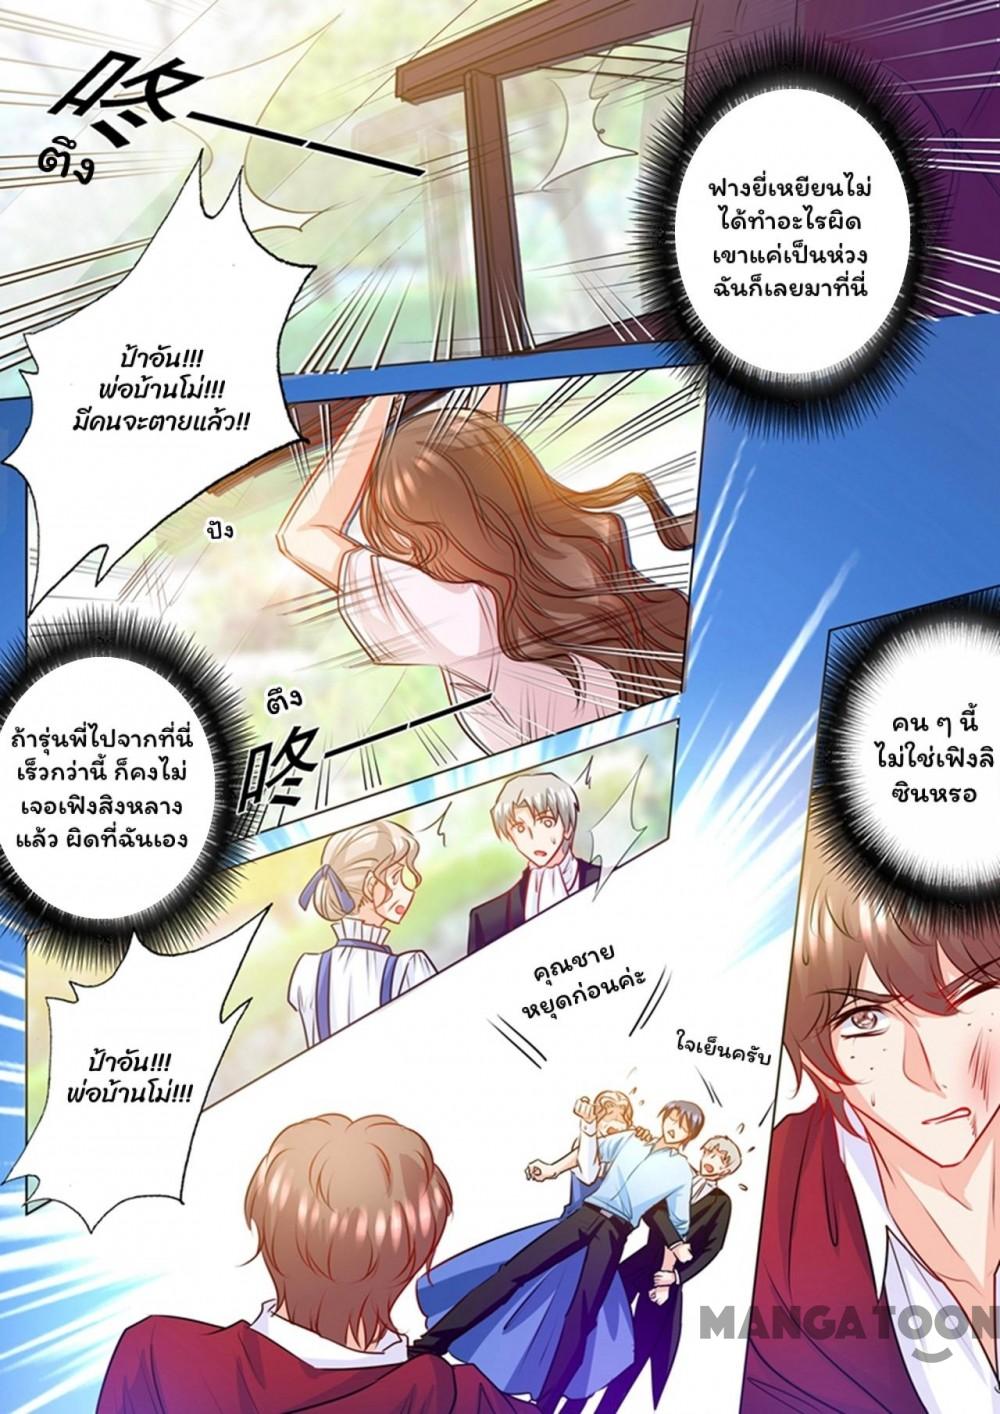 咚
ตึง
ฟางยี่เหยียนไม่
ได้ทำอะไรผิด
เขาแค่เป็นห่วง
ฉันก็เลยมาที่นี่
ป้าอัน!!!
พ่อบ้านโม่!!!
มีคนจะตายแล้ว!!
ปัง
ตึง
咚
ถ้ารุ่นพี่ไปจากที่นี่
เร็วกว่านี้ ก็คงไม่
เจอเฟิงสิงหลาง
แล้ว ผิดที่ฉันเอง
คน ๆ นี้
ไม่ใช่เฟิงลิ
ซินหรอ
คุณชาย
หยุดก่อนค่ะ
ใจเย็นครับ
ป้าอัน!!!
พ่อบ้านโม่!!!
MANGATOON